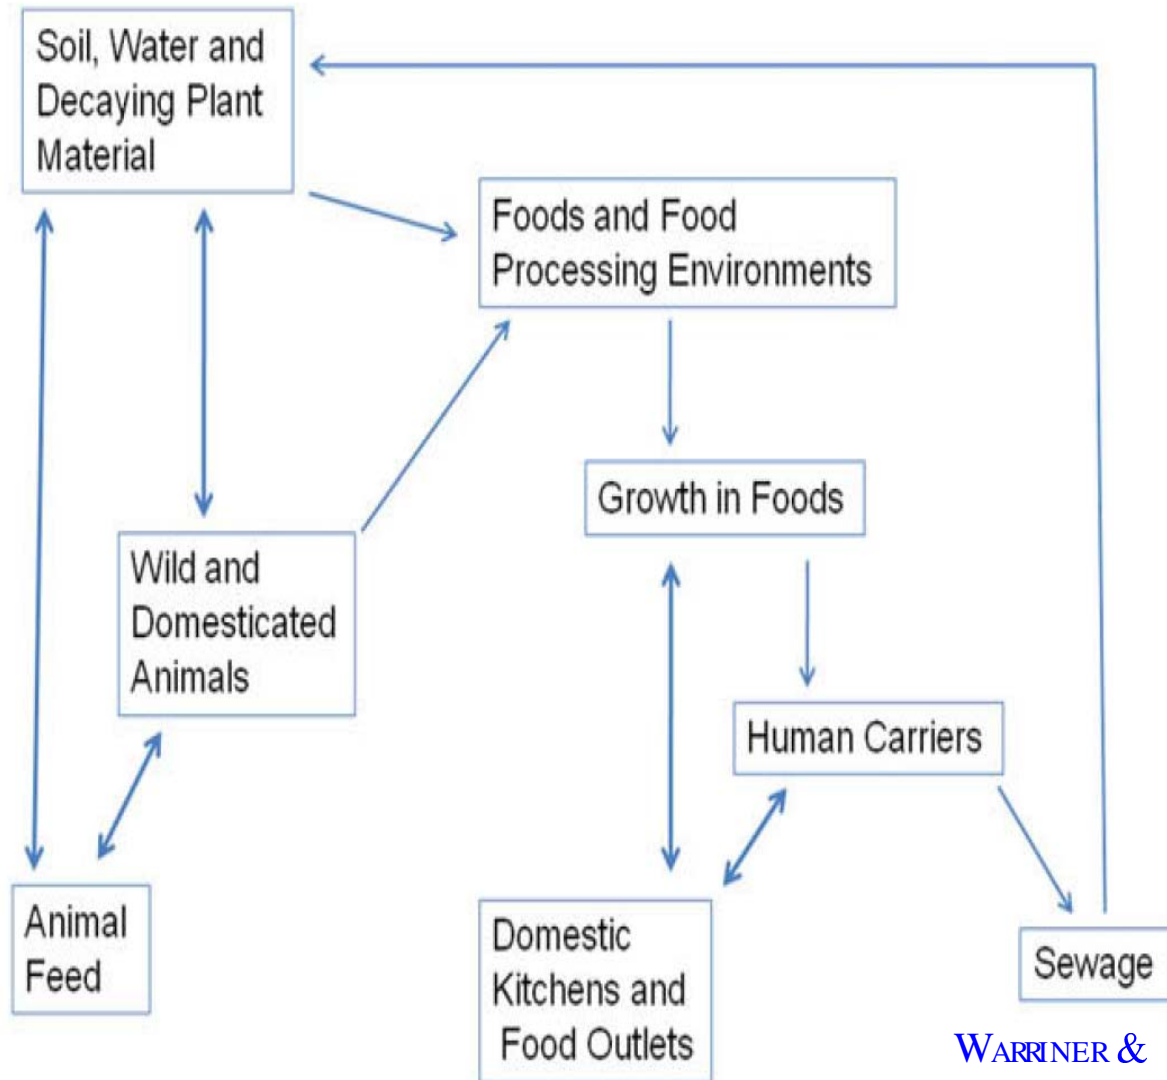 Soil, Water and
Decaying Plant
Material
Foods and Food
Processing Environments
Growth in Foods
Wild and
Domesticated
Animals
Human Carriers
Animal
Feed
Domestic
Kitchens and
Food Outlets
Sewage
WARRINER &